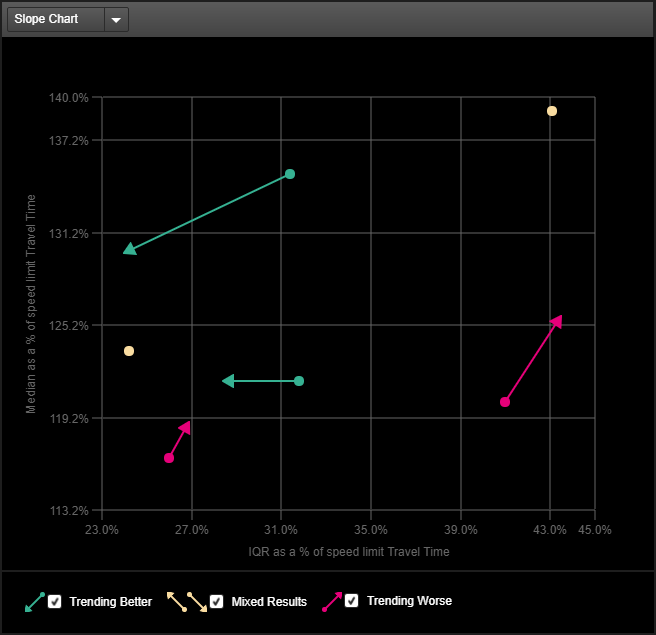 Slope Chart
140.0%
137.2%
131.2%
125.2%
119.2%
113.2%
Median as a % of speed limit Travel Time
23.0% 27.0% 31.0% 35.0% 39.0% 43.0% 45.0%
IQR as a % of speed limit Travel Time
Trending Better Mixed Results Trending Worse